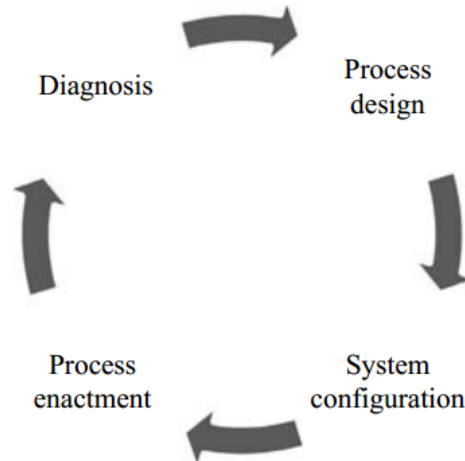 Diagnosis
Process
design
System
configuration
Process
enactment